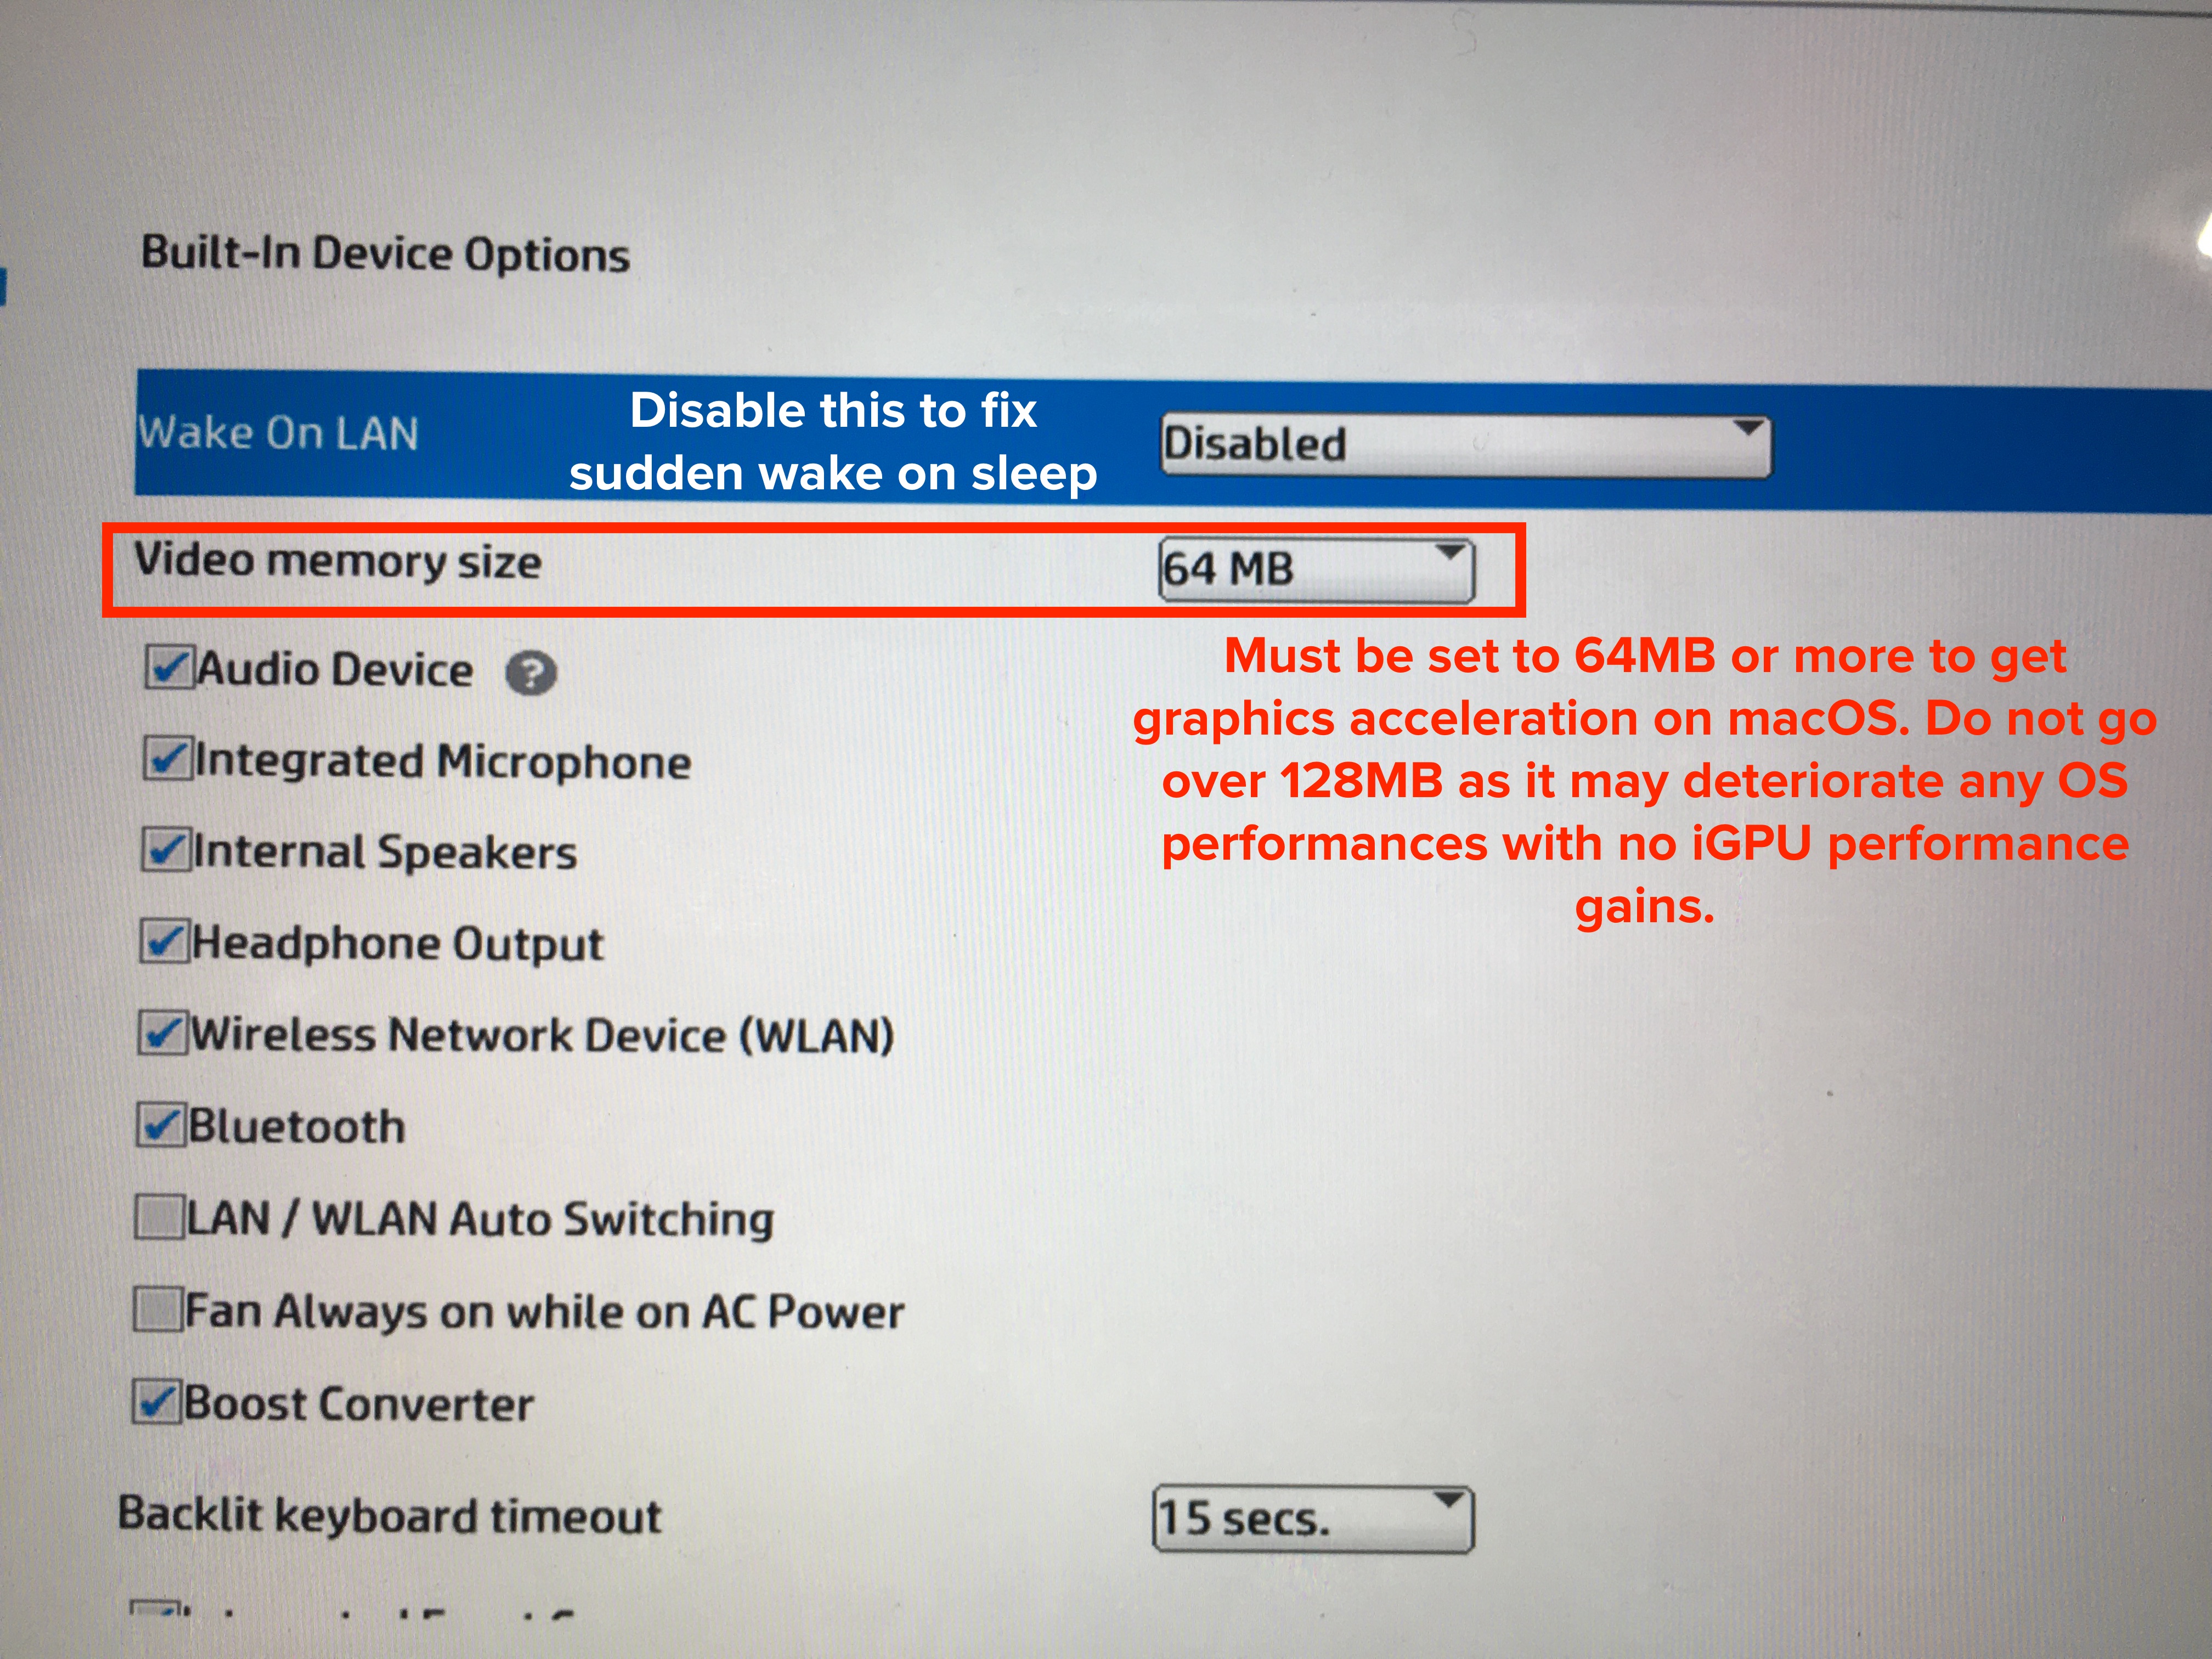 Built-In Device Options
Wake On LAN
Disable this to fix
sudden wake on sleep
Disabled
Video memory size
64 MB
Audio Device ?
Must be set to 64MB or more to get
graphics acceleration on macOS. Do not go
over 128MB as it may deteriorate any OS
performances with no iGPU performance
gains.
Integrated Microphone
Internal Speakers
Headphone Output
Wireless Network Device (WLAN)
Bluetooth
LAN / WLAN Auto Switching
Fan Always on while on AC Power
Boost Converter
Backlit keyboard timeout
15 secs.